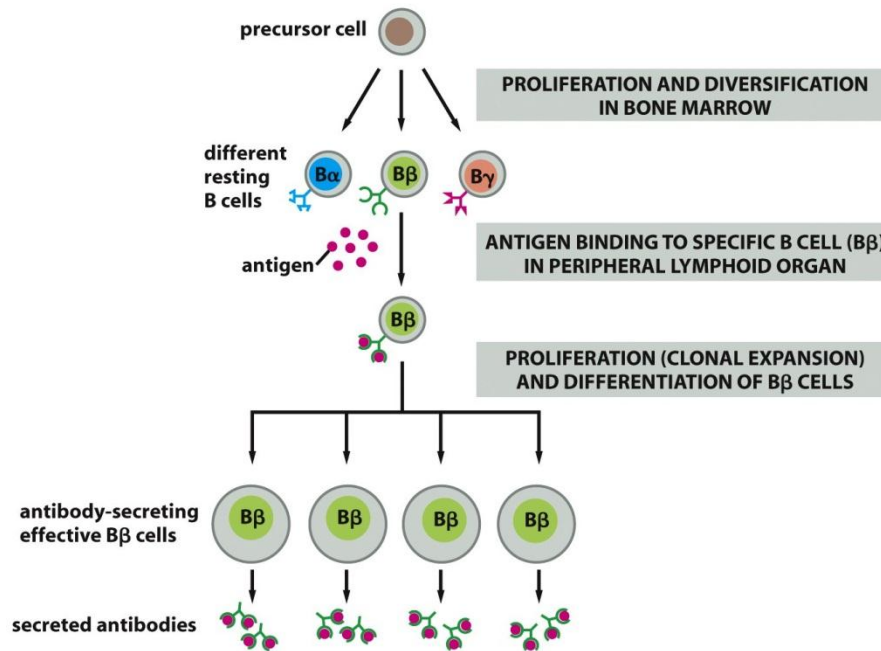 precursor cell
PROLIFERATION AND DIVERSIFICATION
IN BONE MARROW
different
resting
B cells
Bα
Bβ
Bγ
antigen
ANTIGEN BINDING TO SPECIFIC B CELL (Bβ)
IN PERIPHERAL LYMPHOID ORGAN
Bβ
PROLIFERATION (CLONAL EXPANSION)
AND DIFFERENTIATION OF Bβ CELLS
antibody-secreting
effective Bβ cells
Bβ
Bβ
Bβ
Bβ
secreted antibodies